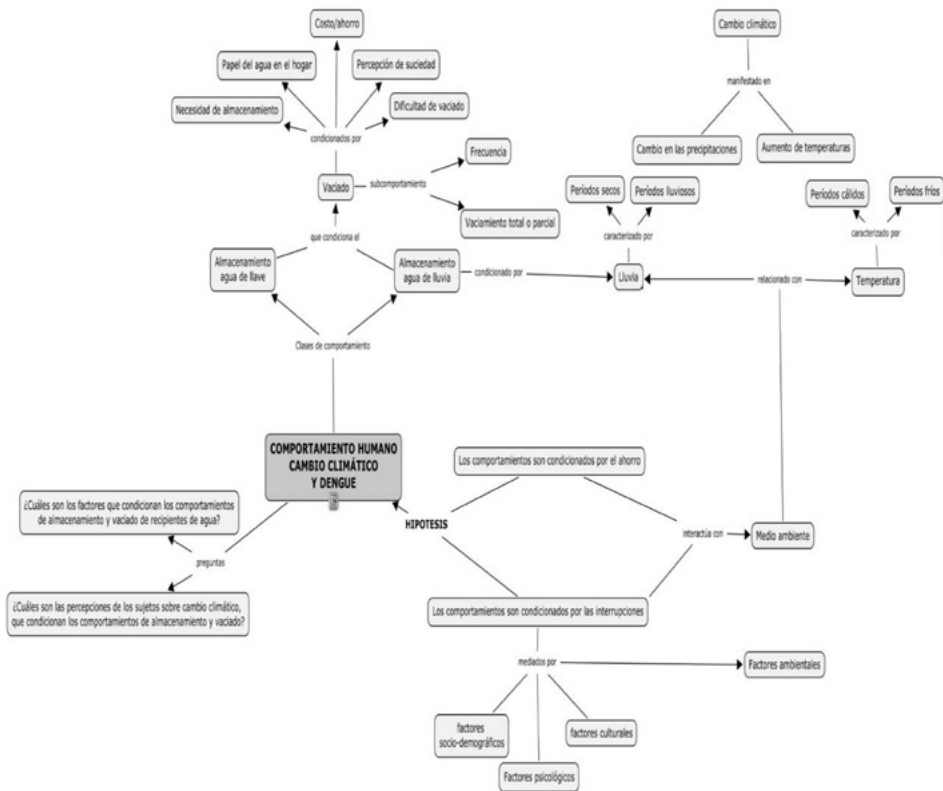 Costo/ahorro
Cambio climático
Papel del agua en el hogar
Percepción de suciedad
manifestado en
Necesidad de almacenamiento
Dificultad de vaciado
condicionados por
Cambio en las precipitaciones
Aumento de temperaturas
Frecuencia
Vaciado
subcomportamiento
Períodos secos
Períodos lluviosos
Períodos cálidos
Períodos fríos
Vaciamiento total o parcial
que condiciona el
caracterizado por
caracterizado por
Almacenamiento
agua de llave
Almacenamiento
agua de lluvia
condicionado por
Lluvia
relacionado con
Temperatura
Clases de comportamiento
COMPORTAMIENTO HUMANO
CAMBIO CLIMÁTICO
Y DENGUE
Los comportamientos son condicionados por el ahorro
¿Cuáles son los factores que condicionan los comportamientos
de almacenamiento y vaciado de recipientes de agua?
HIPOTESIS
interactúa con
Medio ambiente
preguntas
¿Cuáles son las percepciones de los sujetos sobre cambio climático,
que condicionan los comportamientos de almacenamiento y vaciado?
Los comportamientos son condicionados por las interrupciones
mediados por
Factores ambientales
factores
socio-demográficos
factores culturales
Factores psicológicos